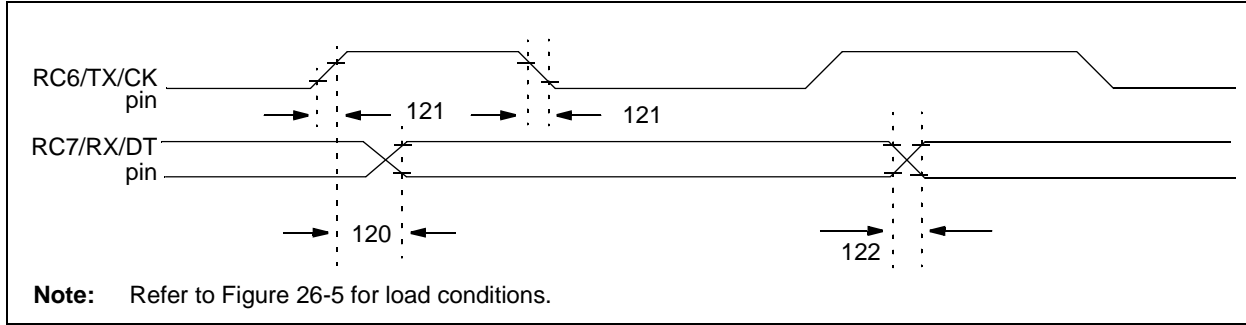 RC6/TX/CK
pin
121
121
RC7/RX/DT
pin
120
122
Note: Refer to Figure 26-5 for load conditions.